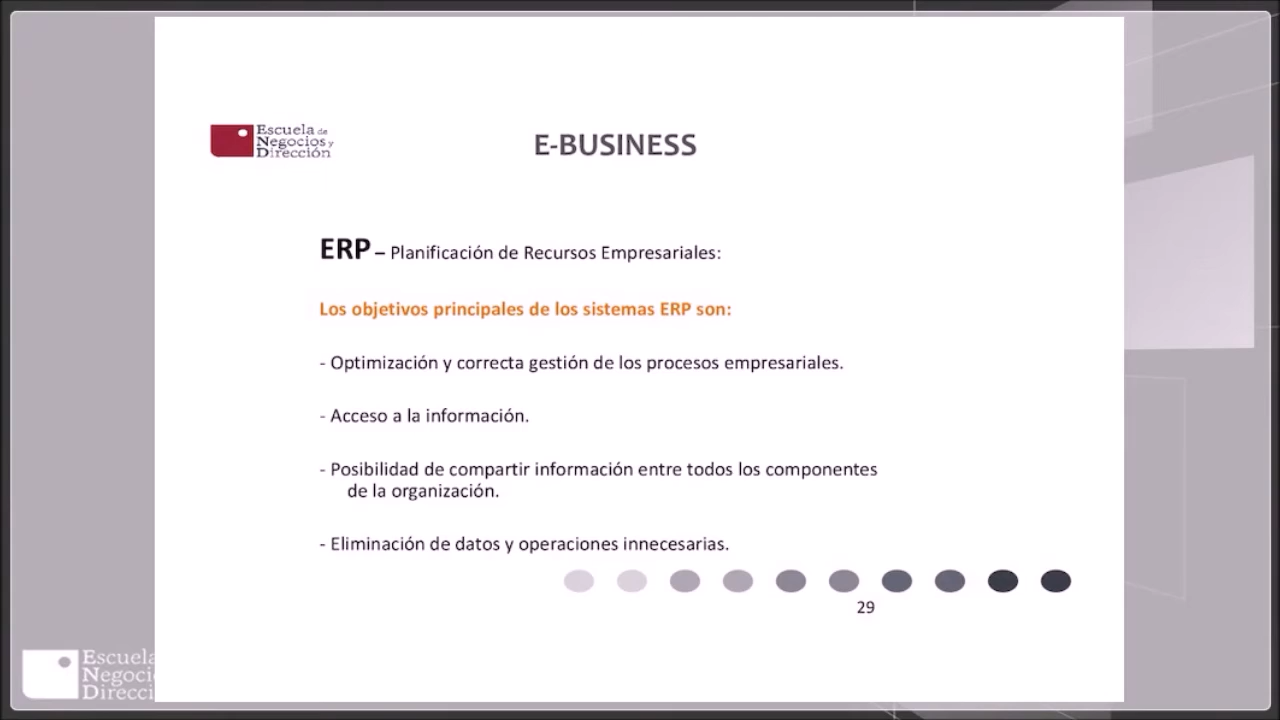 Escuela de
Negocios y
Dirección
E-BUSINESS
ERP – Planificación de Recursos Empresariales:
Los objetivos principales de los sistemas ERP son:
- Optimización y correcta gestión de los procesos empresariales.
- Acceso a la información.
- Posibilidad de compartir información entre todos los componentes
de la organización.
- Eliminación de datos y operaciones innecesarias.
29
Escuela
Negoci
Direcci